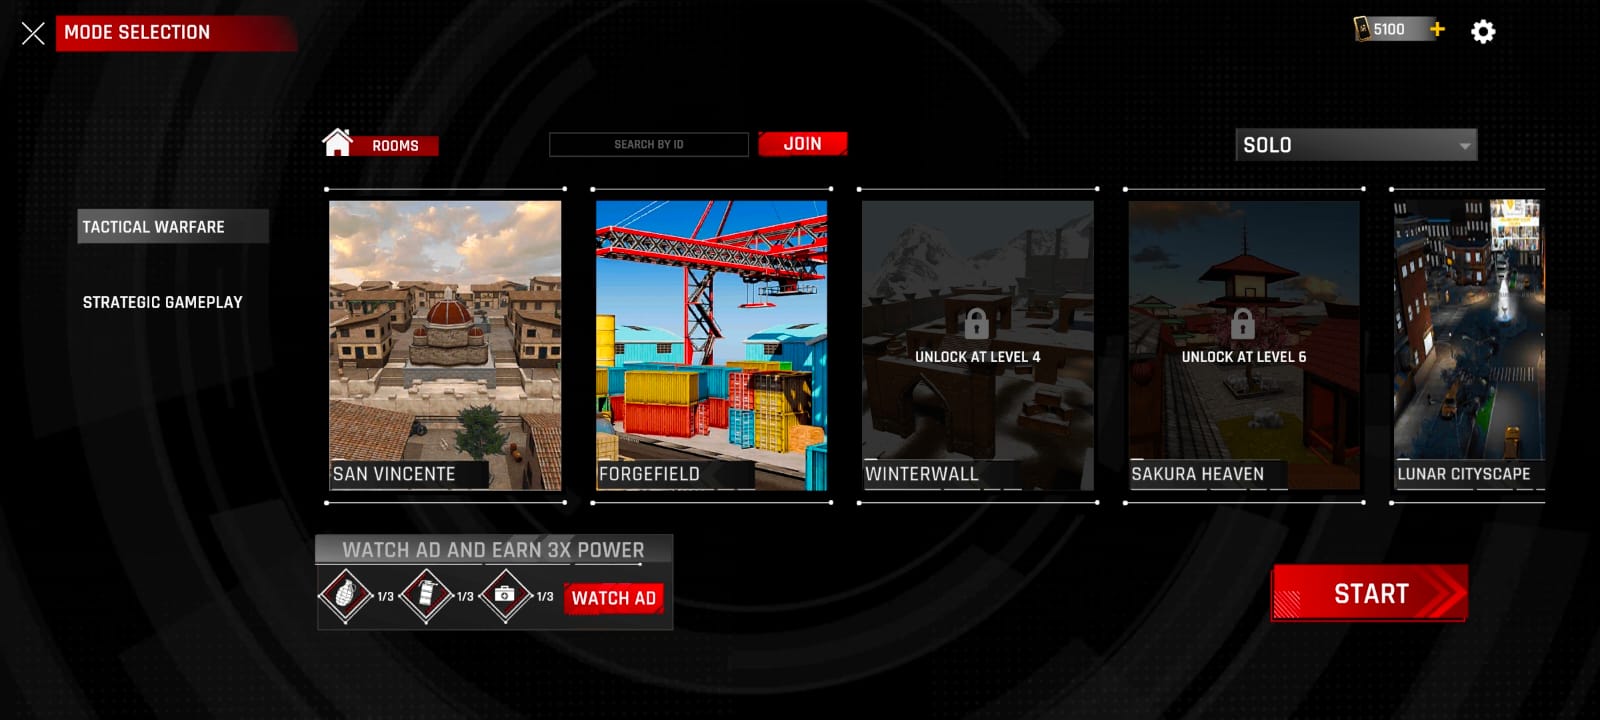 MODE SELECTION
5100
ROOMS
SEARCH BY ID
JOIN
SOLO
TACTICAL WARFARE
STRATEGIC GAMEPLAY
UNLOCK AT LEVEL 4
UNLOCK AT LEVEL 6
SAN VINCENTE
FORGEFIELD
WINTERWALL
SAKURA HEAVEN
LUNAR CITYSCAPE
WATCH AD AND EARN 3X POWER
1/3
1/3
1/3
WATCH AD
START